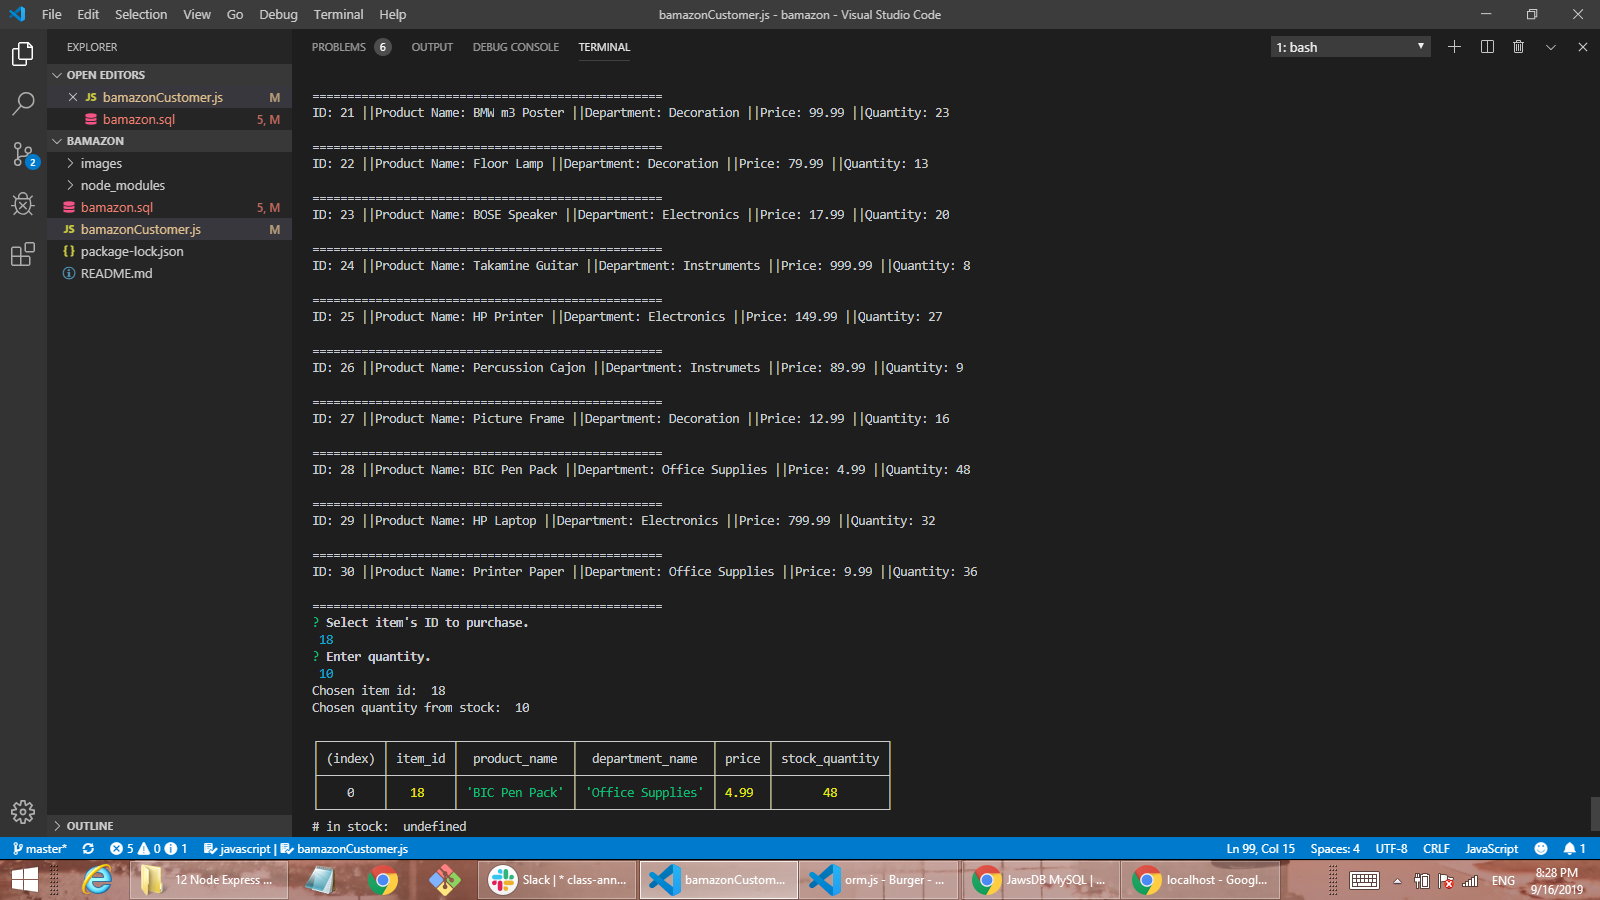 File Edit Selection View Go Debug Terminal Help
bamazonCustomer.js - bamazon - Visual Studio Code
EXPLORER
OPEN EDITORS
JS bamazonCustomer.js M
bamazon.sql 5, M
BAMAZON
images
node_modules
bamazon.sql 5, M
JS bamazonCustomer.js M
{} package-lock.json
README.md
OUTLINE
2
PROBLEMS 6 OUTPUT DEBUG CONSOLE TERMINAL
1: bash
==================================================
ID: 21 ||Product Name: BMW m3 Poster ||Department: Decoration ||Price: 99.99 ||Quantity: 23
==================================================
ID: 22 ||Product Name: Floor Lamp ||Department: Decoration ||Price: 79.99 ||Quantity: 13
==================================================
ID: 23 ||Product Name: BOSE Speaker ||Department: Electronics ||Price: 17.99 ||Quantity: 20
==================================================
ID: 24 ||Product Name: Takamine Guitar ||Department: Instruments ||Price: 999.99 ||Quantity: 8
==================================================
ID: 25 ||Product Name: HP Printer ||Department: Electronics ||Price: 149.99 ||Quantity: 27
==================================================
ID: 26 ||Product Name: Percussion Cajon ||Department: Instrumets ||Price: 89.99 ||Quantity: 9
==================================================
ID: 27 ||Product Name: Picture Frame ||Department: Decoration ||Price: 12.99 ||Quantity: 16
==================================================
ID: 28 ||Product Name: BIC Pen Pack ||Department: Office Supplies ||Price: 4.99 ||Quantity: 48
==================================================
ID: 29 ||Product Name: HP Laptop ||Department: Electronics ||Price: 799.99 ||Quantity: 32
==================================================
ID: 30 ||Product Name: Printer Paper ||Department: Office Supplies ||Price: 9.99 ||Quantity: 36
==================================================
? Select item's ID to purchase.
18
? Enter quantity.
10
Chosen item id:  18
Chosen quantity from stock:  10
(index) item_id product_name department_name price stock_quantity
0 18 'BIC Pen Pack' 'Office Supplies' 4.99 48
# in stock:  undefined
master* 5 0 1 javascript | bamazonCustomer.js
Ln 99, Col 15 Spaces: 4 UTF-8 CRLF JavaScript 1
12 Node Express ...
Slack | * class-ann...
bamazonCustom...
orm.js - Burger - ...
JawsDB MySQL | ...
localhost - Googl...
ENG
8:28 PM
9/16/2019